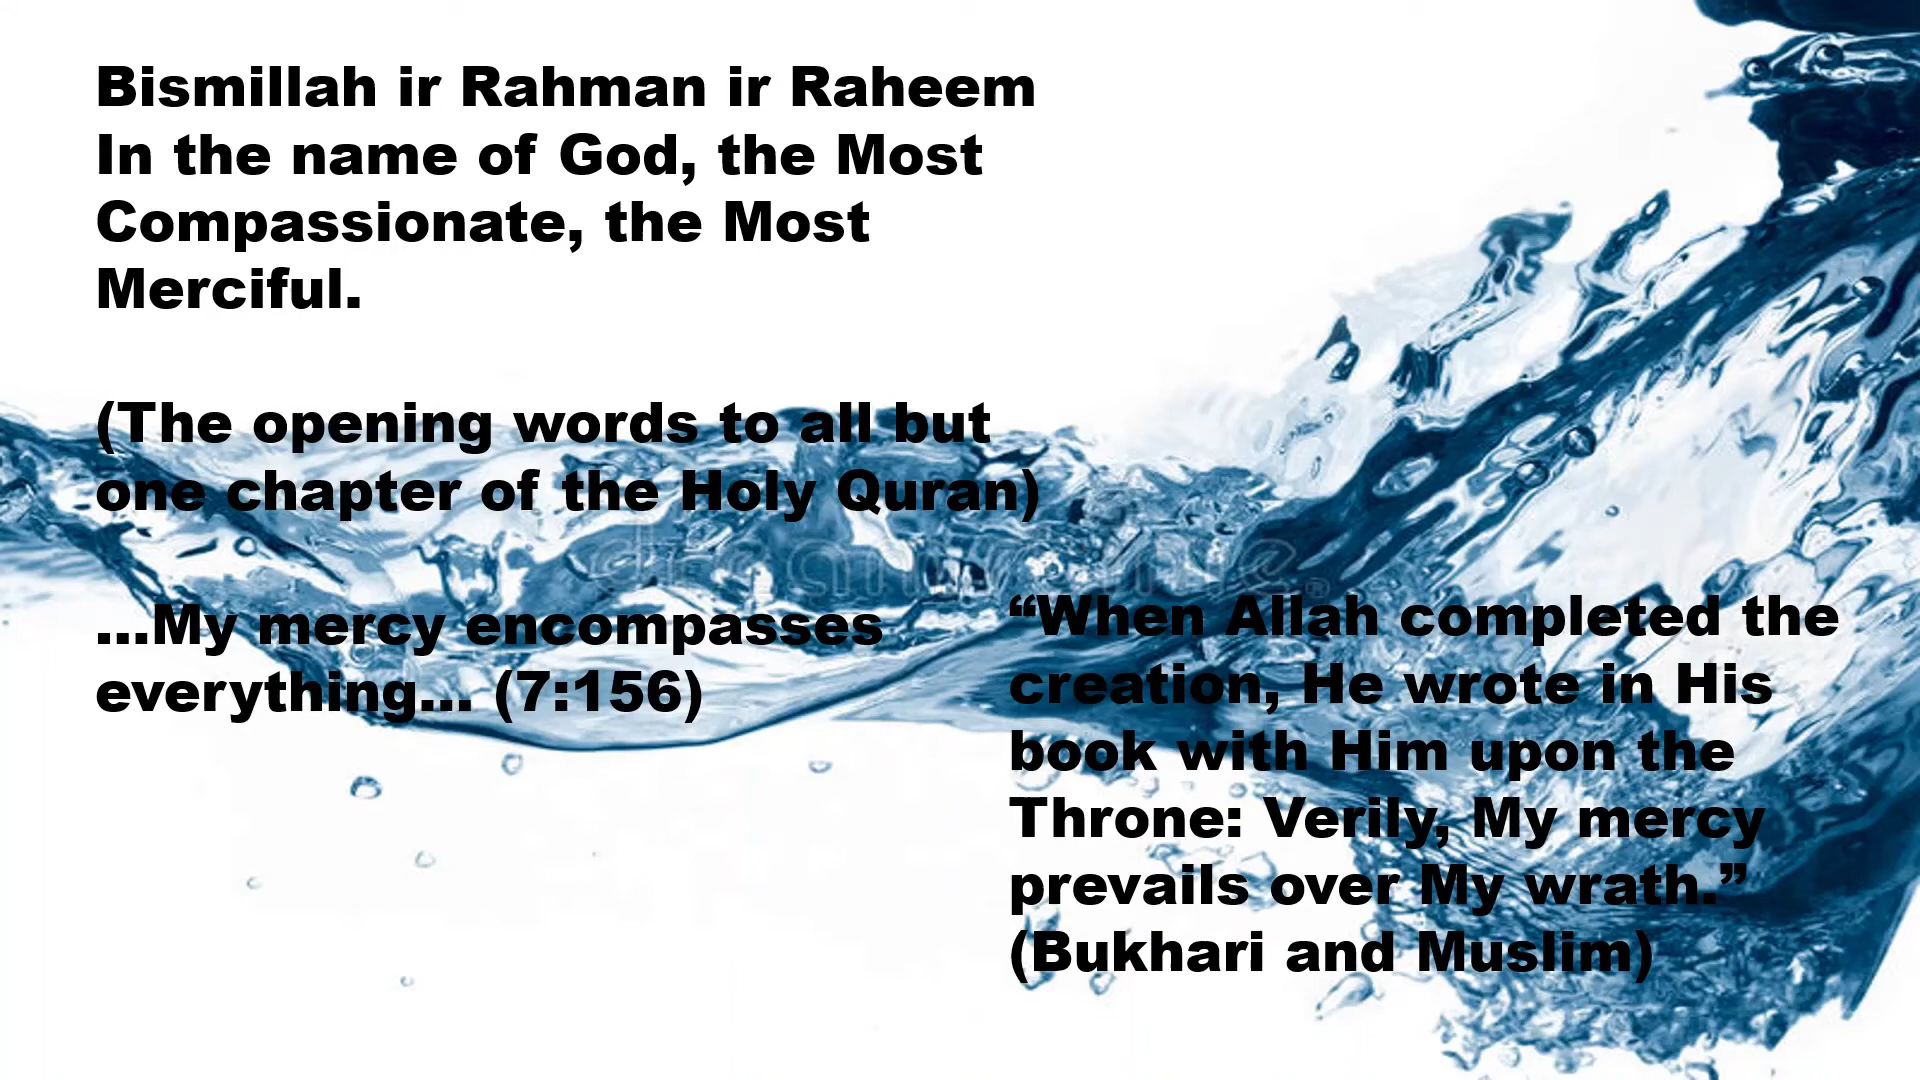 Bismillah ir Rahman ir Raheem
In the name of God, the Most
Compassionate, the Most
Merciful.
(The opening words to all but
one chapter of the Holy Quran)
...My mercy encompasses
everything... (7:156)
“When Allah completed the
creation, He wrote in His
book with Him upon the
Throne: Verily, My mercy
prevails over My wrath.”
(Bukhari and Muslim)
dreamstime.